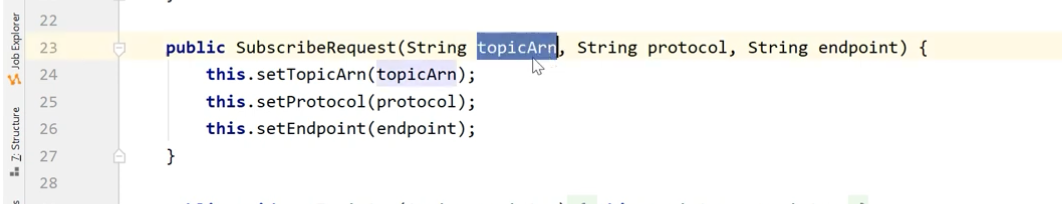 22
23 public SubscribeRequest(String topicArn, String protocol, String endpoint) {
24 this.setTopicArn(topicArn);
25 this.setProtocol(protocol);
26 this.setEndpoint(endpoint);
27 }
28
Job Explorer
7: Structure